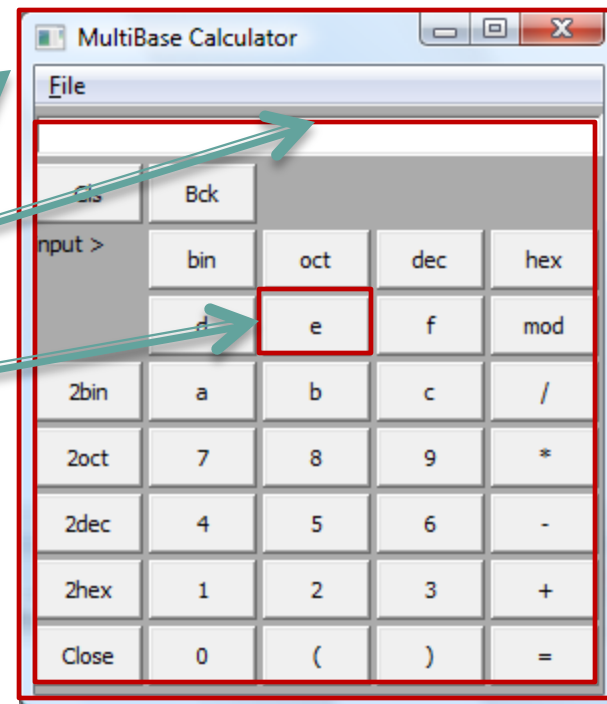 MultiBase Calculator
File
Cls Bck
nput > bin oct dec hex
d e f mod
2bin a b c /
2oct 7 8 9 *
2dec 4 5 6 -
2hex 1 2 3 +
Close 0 ( ) =